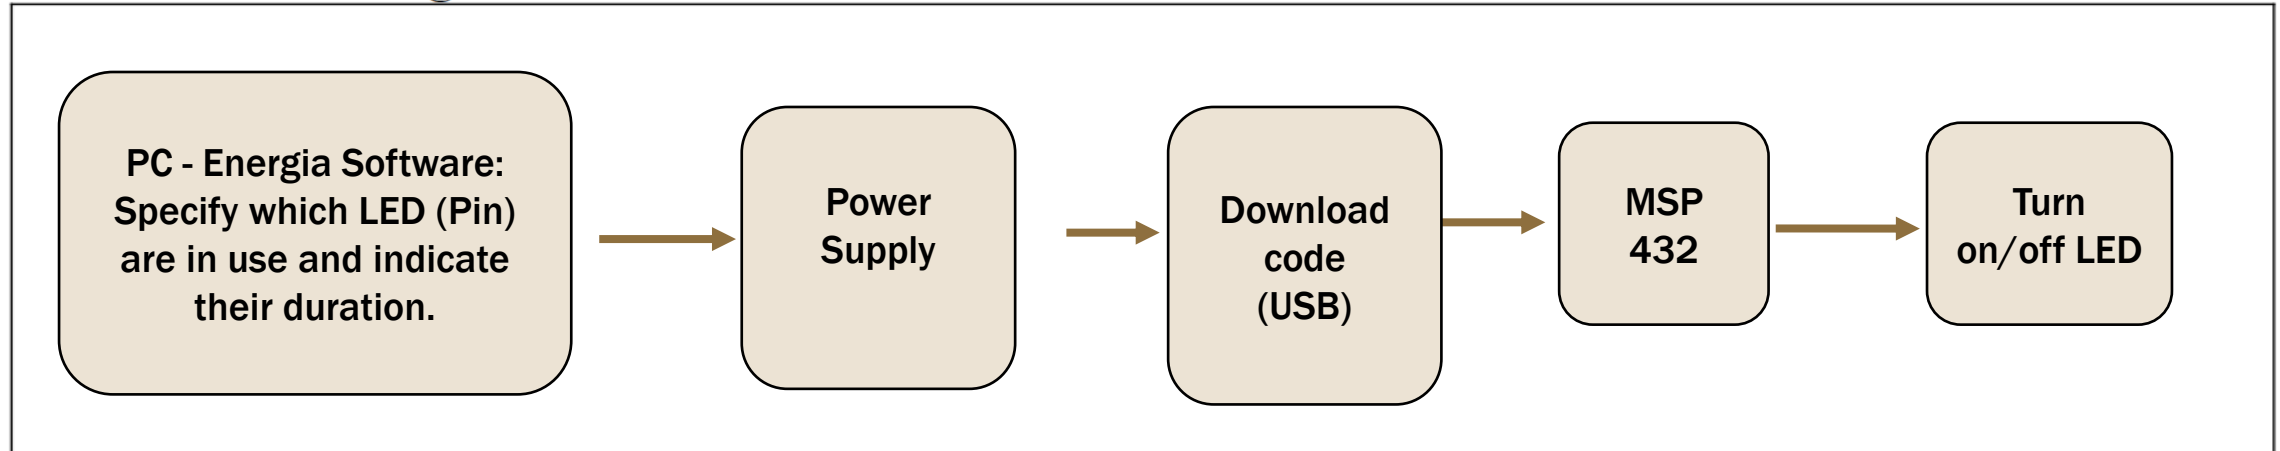 PC - Energia Software:
Specify which LED (Pin)
are in use and indicate
their duration.
Power
Supply
Download
code
(USB)
MSP
432
Turn
on/off LED